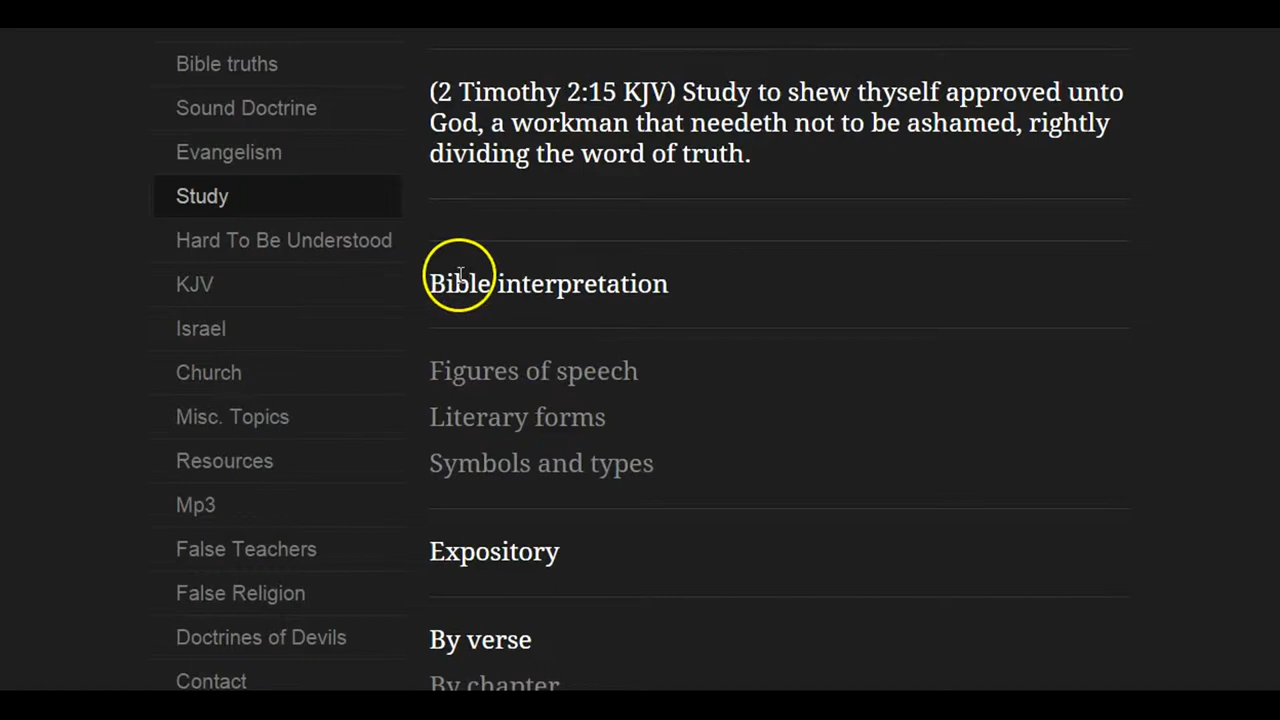 Bible truths
Sound Doctrine
Evangelism
Study
Hard To Be Understood
KJV
Israel
Church
Misc. Topics
Resources
Mp3
False Teachers
False Religion
Doctrines of Devils
Contact
(2 Timothy 2:15 KJV) Study to shew thyself approved unto
God, a workman that needeth not to be ashamed, rightly
dividing the word of truth.
Bible interpretation
Figures of speech
Literary forms
Symbols and types
Expository
By verse
By chapter